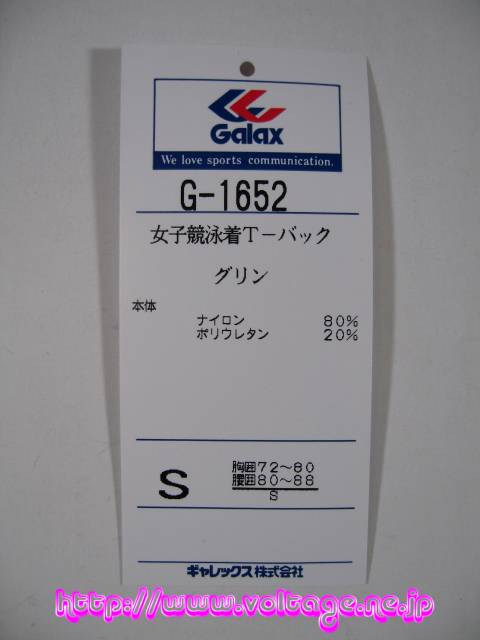 Galax
We love sports communication.
G-1652
女子競泳着T-バック
グリン
本体
ナイロン 80%
ポリウレタン 20%
S
胸囲72~80
腰囲80~88
S
ギャレックス株式会社
http://www.voltage.ne.jp